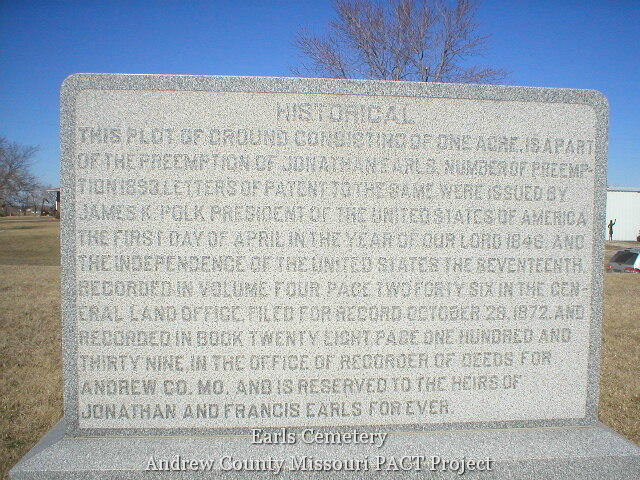 HISTORICAL
THIS PLOT OF GROUND CONSISTING OF ONE ACRE, IS A PART
OF THE PREEMPTION OF JONATHAN EARLS. NUMBER OF PREEMP-
TION 1853. LETTERS OF PATENT TO THE SAME WERE ISSUED BY
JAMES K. POLK PRESIDENT OF THE UNITED STATES OF AMERICA
THE FIRST DAY OF APRIL IN THE YEAR OF OUR LORD 1846, AND
THE INDEPENDENCE OF THE UNITED STATES THE SEVENTEENTH.
RECORDED IN VOLUME FOUR PAGE TWO FORTY SIX IN THE GEN-
ERAL LAND OFFICE, FILED FOR RECORD OCTOBER 29, 1872, AND
RECORDED IN BOOK TWENTY EIGHT PAGE ONE HUNDRED AND
THIRTY NINE, IN THE OFFICE OF RECORDER OF DEEDS FOR
ANDREW CO. MO. AND IS RESERVED TO THE HEIRS OF
JONATHAN AND FRANCIS EARLS FOR EVER.
Earls Cemetery
Andrew County Missouri PACT Project